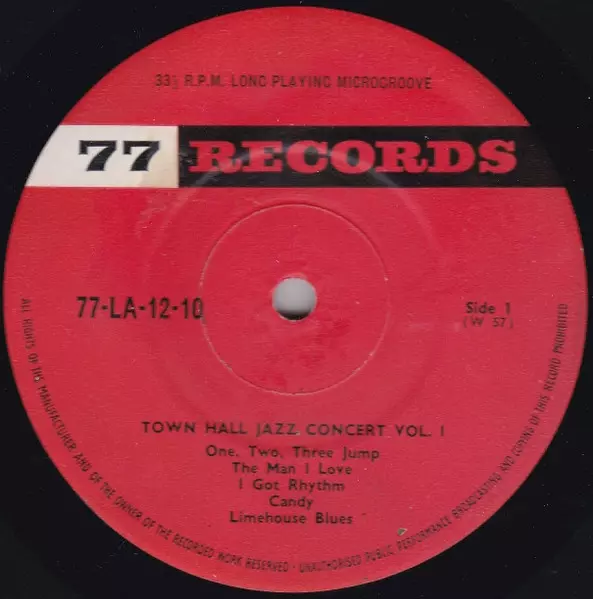 33⅓ R.P.M. LONG PLAYING MICROGROOVE
77 RECORDS
77-LA-12-10
Side 1
(W 57)
TOWN HALL JAZZ CONCERT VOL. 1
One, Two, Three Jump
The Man I Love
I Got Rhythm
Candy
Limehouse Blues
ALL RIGHTS OF THE MANUFACTURER AND OF THE OWNER OF THE RECORDED WORK RESERVED - UNAUTHORISED PUBLIC PERFORMANCE BROADCASTING AND COPYING OF THIS RECORD PROHIBITED